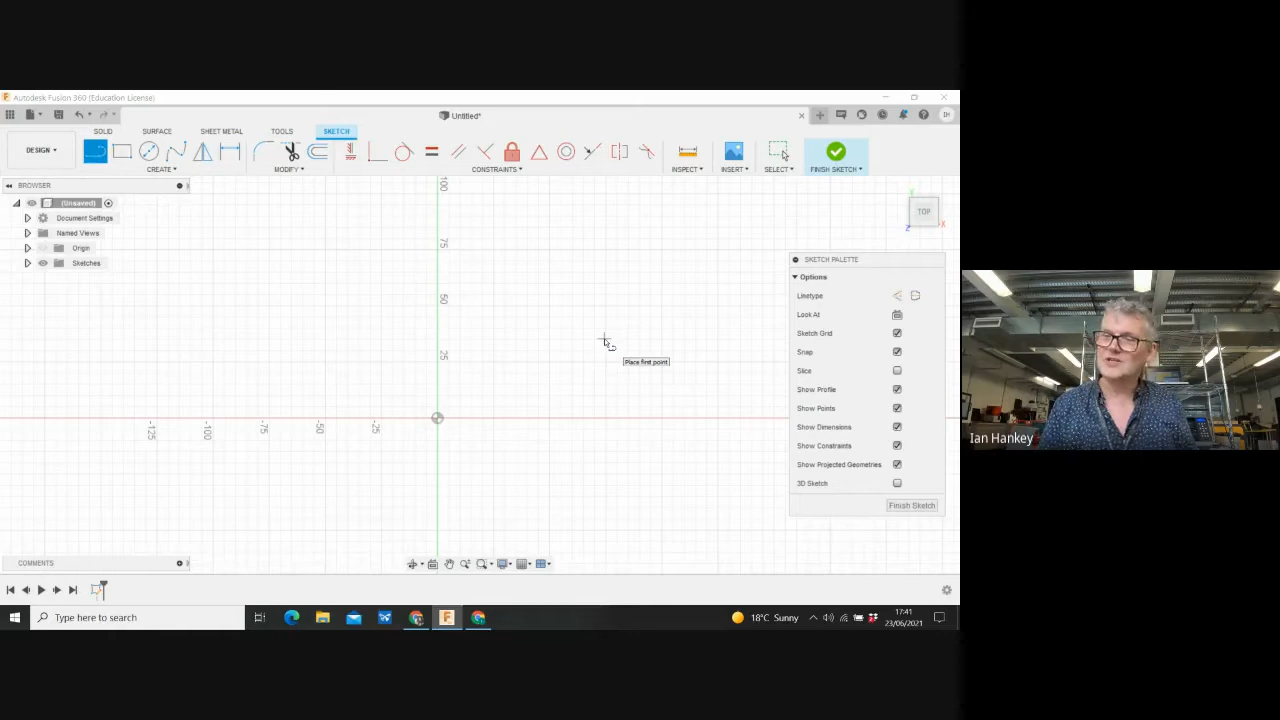 Autodesk Fusion 360 (Education License)
Untitled*
IH
SOLID SURFACE SHEET METAL TOOLS SKETCH
DESIGN
CREATE MODIFY CONSTRAINTS INSPECT INSERT SELECT FINISH SKETCH
BROWSER
(Unsaved)
Document Settings
Named Views
Origin
Sketches
100
75
50
25
-125
-100
-75
-50
-25
Place first point
Y
TOP
Z
X
SKETCH PALETTE
Options
Linetype
Look At
Sketch Grid
Snap
Slice
Show Profile
Show Points
Show Dimensions
Show Constraints
Show Projected Geometries
3D Sketch
Finish Sketch
Ian Hankey
COMMENTS
Type here to search
18°C Sunny
17:41
23/06/2021